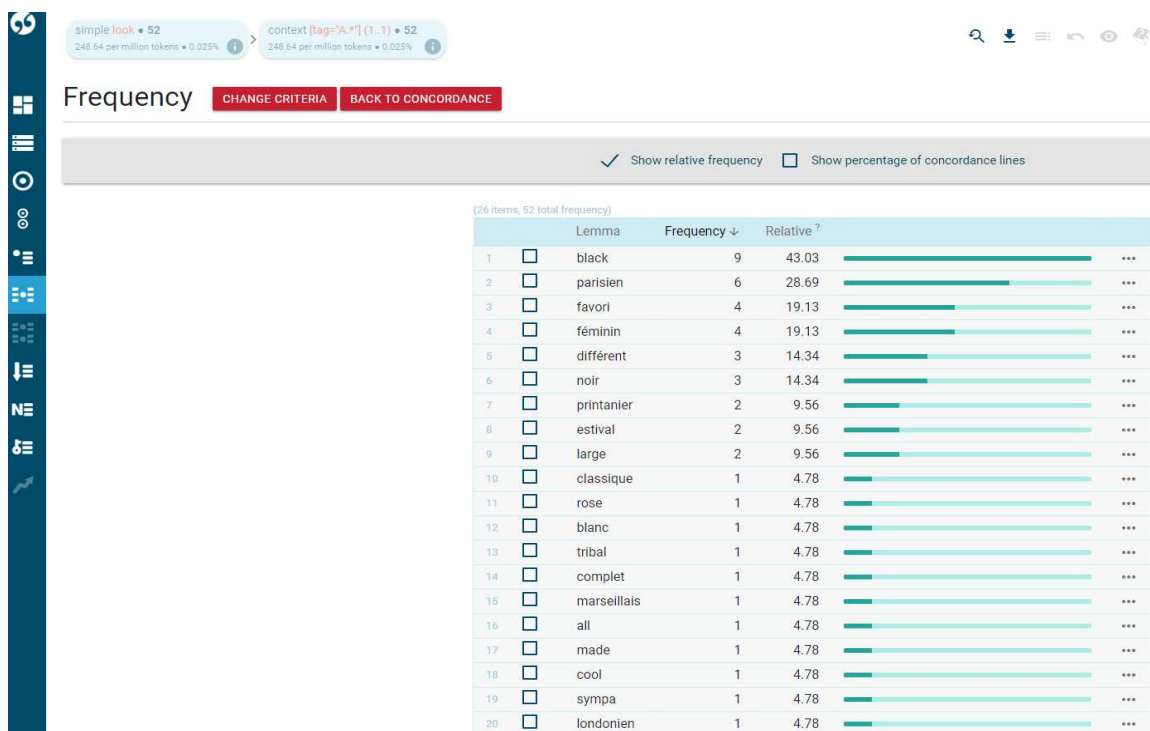 simple look • 52
248.64 per million tokens • 0.025%
context [tag="A.*"] (1..1) • 52
248.64 per million tokens • 0.025%
Frequency CHANGE CRITERIA BACK TO CONCORDANCE
Show relative frequency Show percentage of concordance lines
(26 items, 52 total frequency)
Lemma Frequency ↓ Relative ?
1 black 9 43.03 •••
2 parisien 6 28.69 •••
3 favori 4 19.13 •••
4 féminin 4 19.13 •••
5 différent 3 14.34 •••
6 noir 3 14.34 •••
7 printanier 2 9.56 •••
8 estival 2 9.56 •••
9 large 2 9.56 •••
10 classique 1 4.78 •••
11 rose 1 4.78 •••
12 blanc 1 4.78 •••
13 tribal 1 4.78 •••
14 complet 1 4.78 •••
15 marseillais 1 4.78 •••
16 all 1 4.78 •••
17 made 1 4.78 •••
18 cool 1 4.78 •••
19 sympa 1 4.78 •••
20 londonien 1 4.78 •••